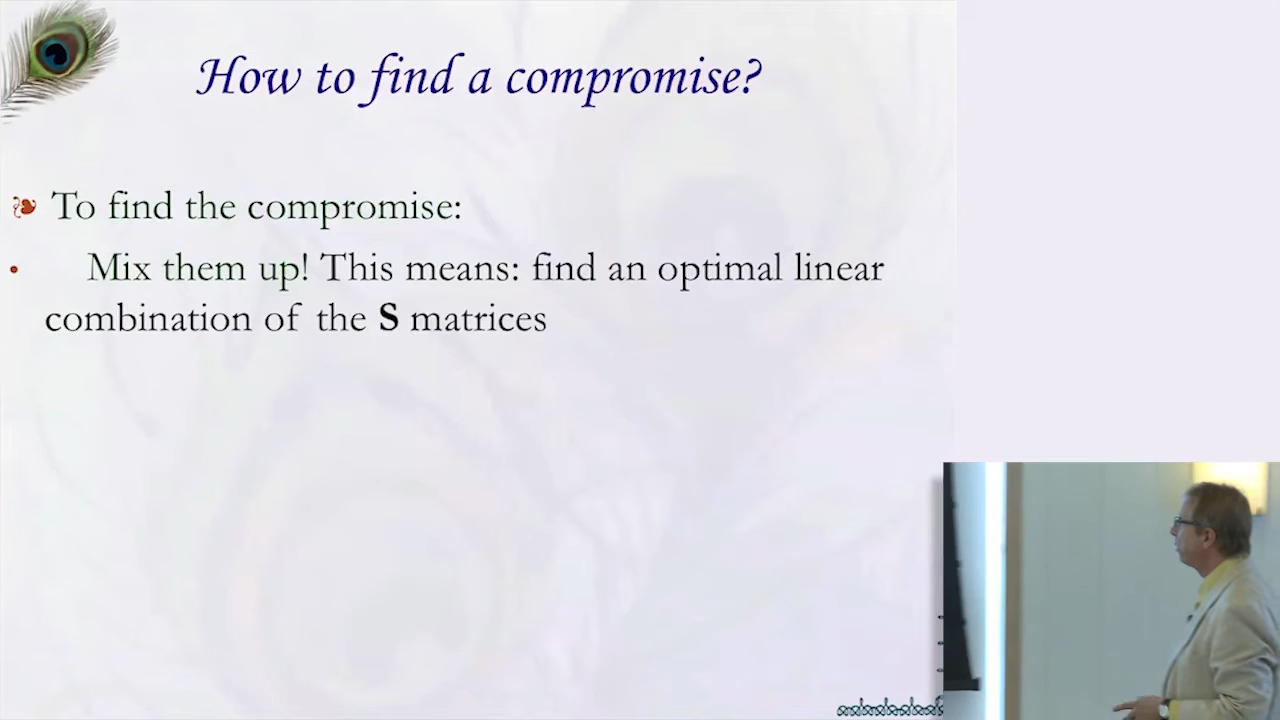 How to find a compromise?
To find the compromise:
Mix them up! This means: find an optimal linear
combination of the S matrices